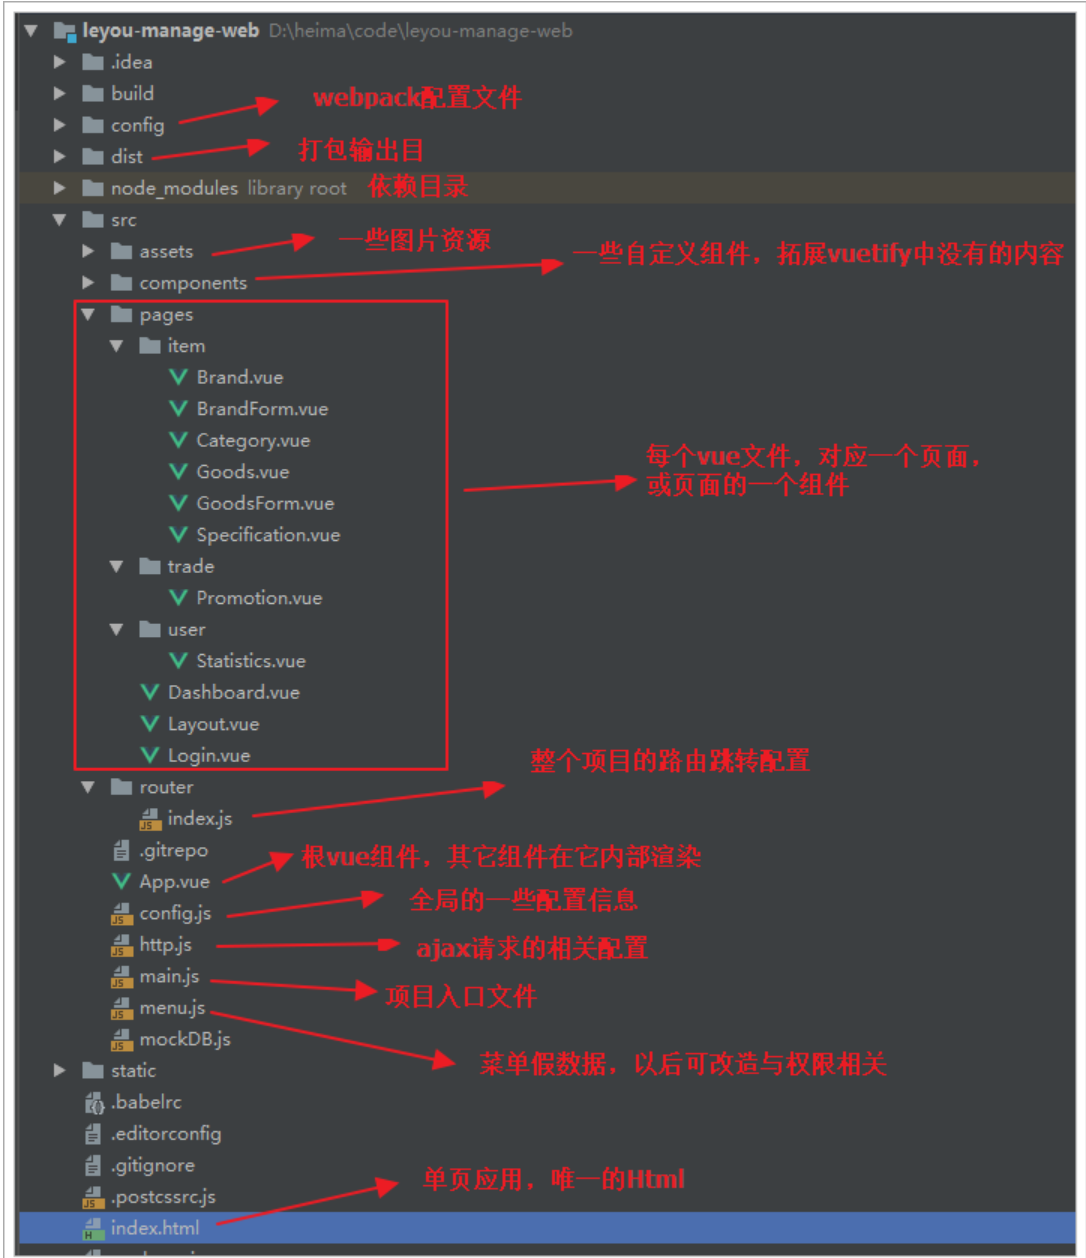 leyou-manage-web D:\heima\code\leyou-manage-web
.idea
build
config webpack配置文件
dist 打包输出目
node_modules library root 依赖目录
src
assets 一些图片资源
components 一些自定义组件，拓展vuetify中没有的内容
pages
item
Brand.vue
BrandForm.vue
Category.vue
Goods.vue
GoodsForm.vue
Specification.vue
每个vue文件，对应一个页面，
或页面的一个组件
trade
Promotion.vue
user
Statistics.vue
Dashboard.vue
Layout.vue
Login.vue
router 整个项目的路由跳转配置
JS index.js
.gitrepo
App.vue 根vue组件，其它组件在它内部渲染
JS config.js 全局的一些配置信息
JS http.js ajax请求的相关配置
JS main.js 项目入口文件
JS menu.js 菜单假数据，以后可改造与权限相关
JS mockDB.js
static
.babelrc
.editorconfig
.gitignore
JS .postcssrc.js
H index.html 单页应用，唯一的Html